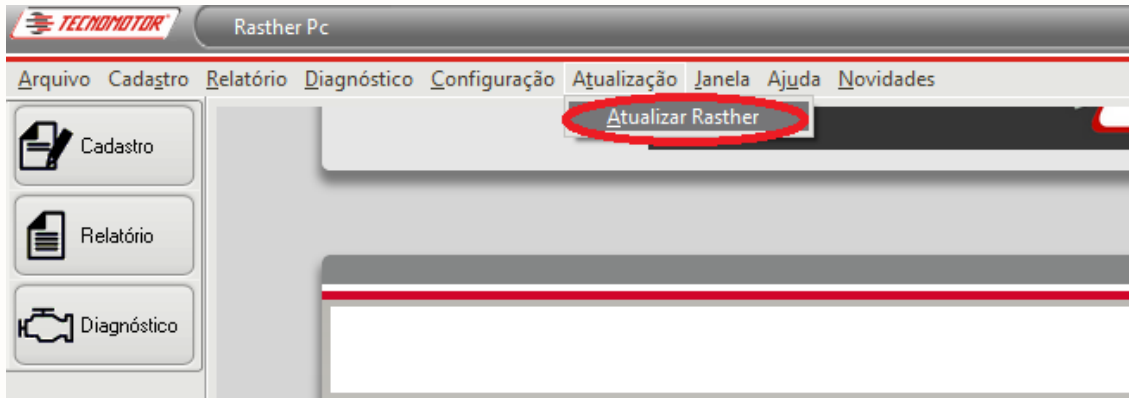 TECNOMOTOR Rasther Pc
Arquivo Cadastro Relatório Diagnóstico Configuração Atualização Janela Ajuda Novidades
Atualizar Rasther
Cadastro
Relatório
Diagnóstico